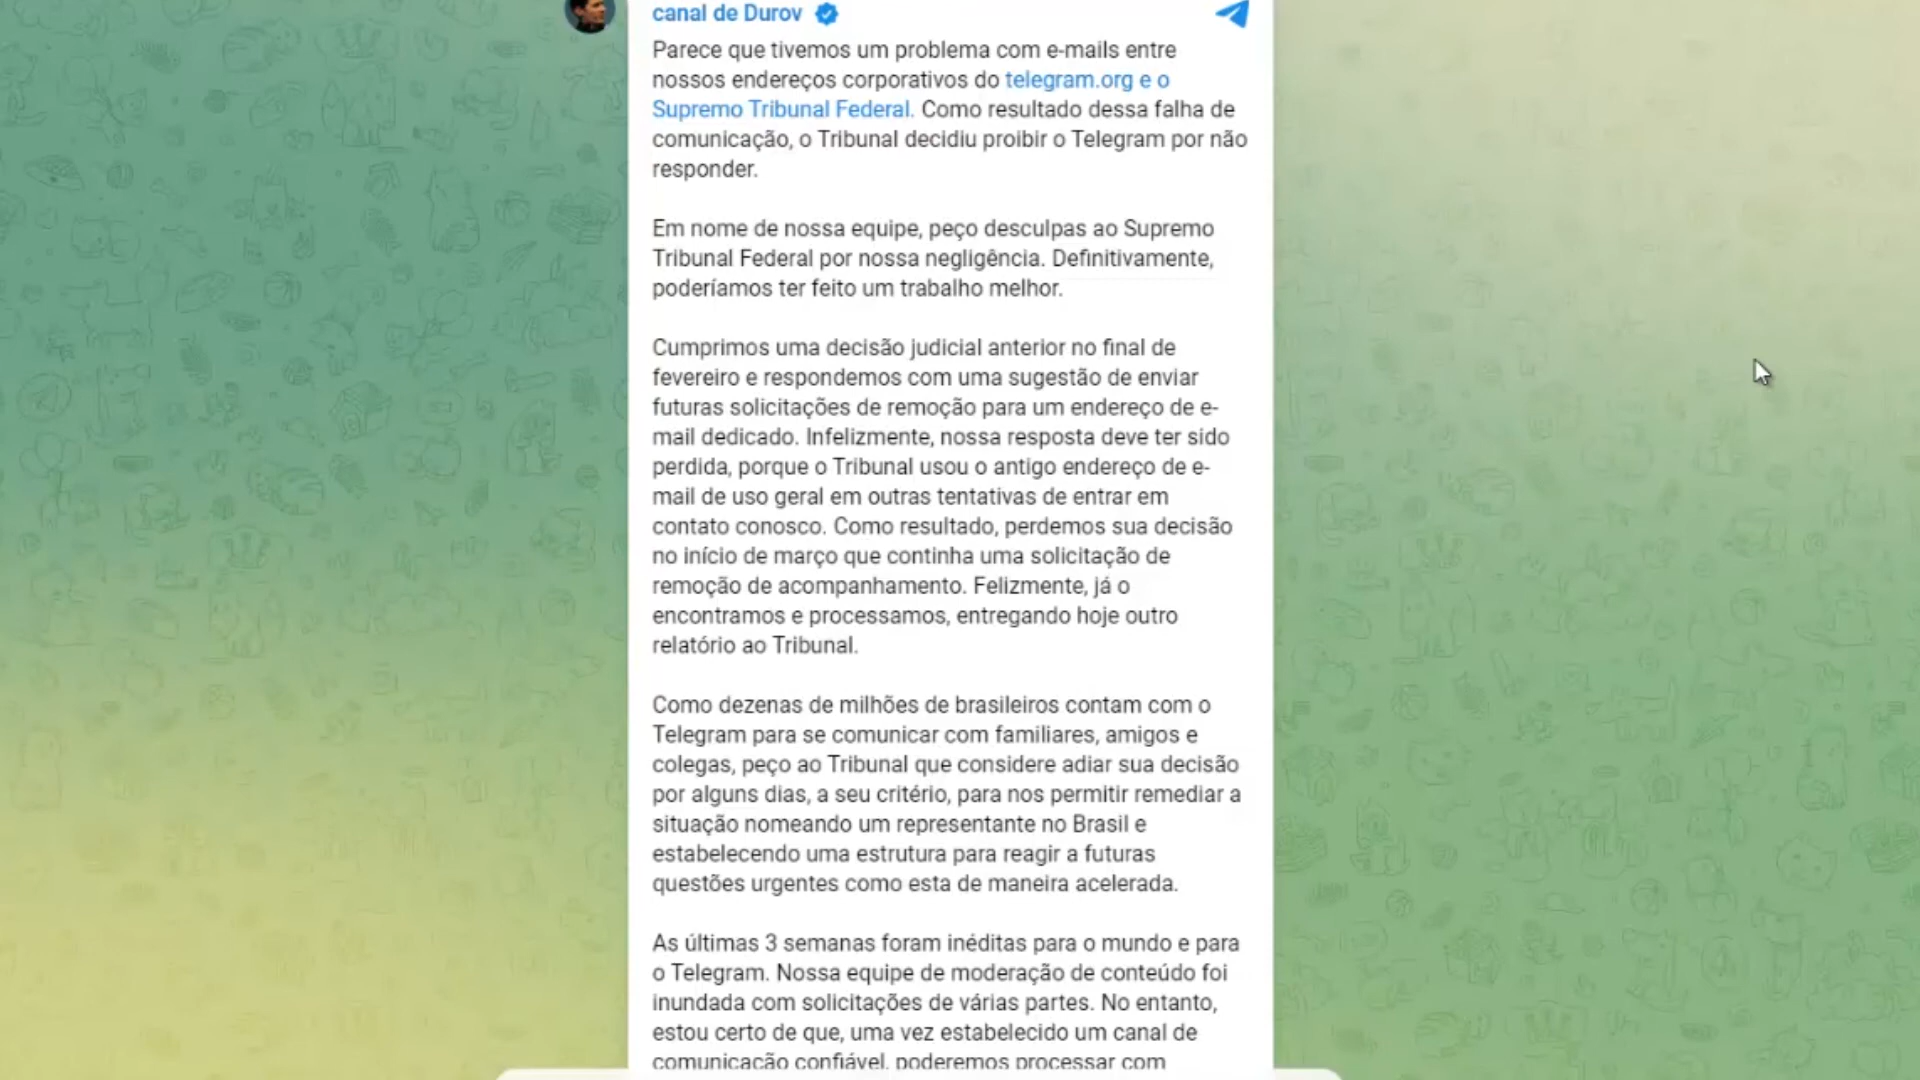 canal de Durov
Parece que tivemos um problema com e-mails entre
nossos endereços corporativos do telegram.org e o
Supremo Tribunal Federal. Como resultado dessa falha de
comunicação, o Tribunal decidiu proibir o Telegram por não
responder.
Em nome de nossa equipe, peço desculpas ao Supremo
Tribunal Federal por nossa negligência. Definitivamente,
poderíamos ter feito um trabalho melhor.
Cumprimos uma decisão judicial anterior no final de
fevereiro e respondemos com uma sugestão de enviar
futuras solicitações de remoção para um endereço de e-
mail dedicado. Infelizmente, nossa resposta deve ter sido
perdida, porque o Tribunal usou o antigo endereço de e-
mail de uso geral em outras tentativas de entrar em
contato conosco. Como resultado, perdemos sua decisão
no início de março que continha uma solicitação de
remoção de acompanhamento. Felizmente, já o
encontramos e processamos, entregando hoje outro
relatório ao Tribunal.
Como dezenas de milhões de brasileiros contam com o
Telegram para se comunicar com familiares, amigos e
colegas, peço ao Tribunal que considere adiar sua decisão
por alguns dias, a seu critério, para nos permitir remediar a
situação nomeando um representante no Brasil e
estabelecendo uma estrutura para reagir a futuras
questões urgentes como esta de maneira acelerada.
As últimas 3 semanas foram inéditas para o mundo e para
o Telegram. Nossa equipe de moderação de conteúdo foi
inundada com solicitações de várias partes. No entanto,
estou certo de que, uma vez estabelecido um canal de
comunicação confiável, poderemos processar com